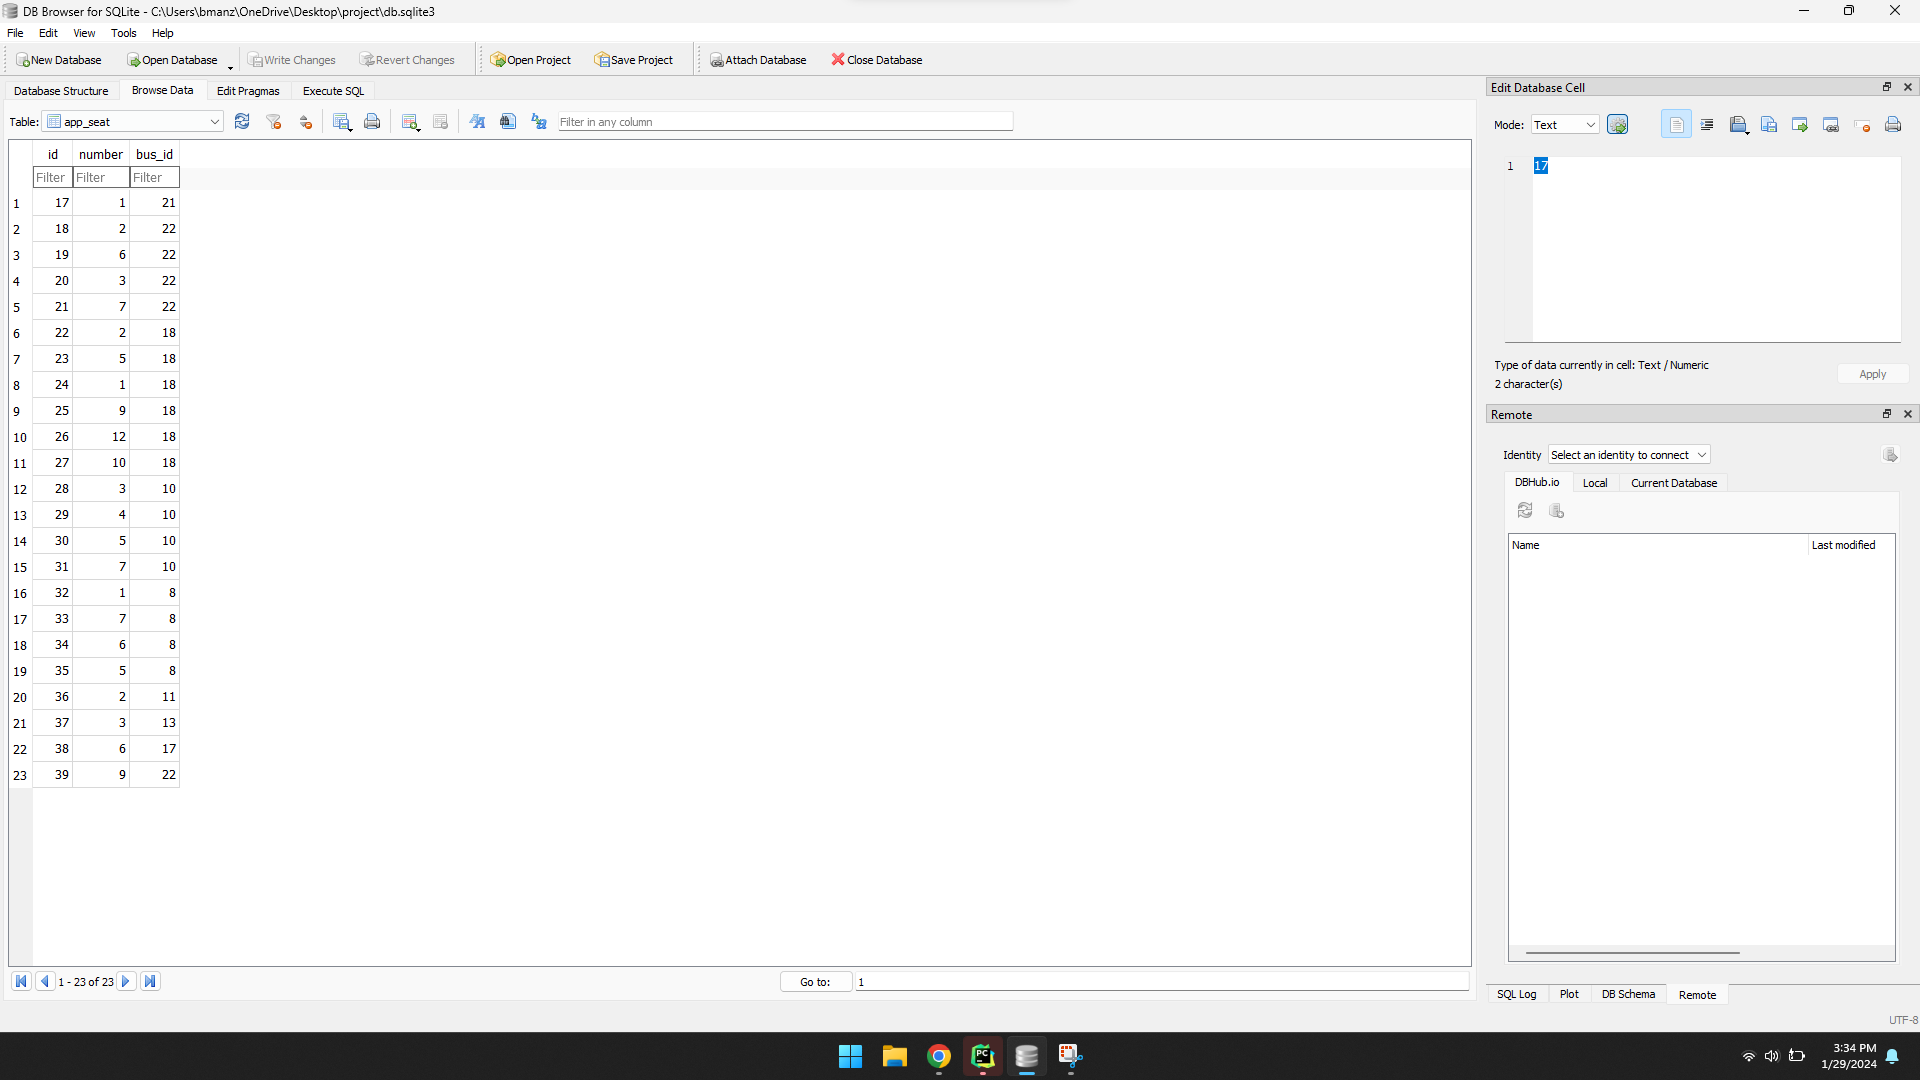 DB Browser for SQLite - C:\Users\bmanz\OneDrive\Desktop\project\db.sqlite3
File Edit View Tools Help
New Database Open Database Write Changes Revert Changes Open Project Save Project Attach Database Close Database
Database Structure Browse Data Edit Pragmas Execute SQL
Table: app_seat Filter in any column
id number bus_id
Filter Filter Filter
1 17 1 21
2 18 2 22
3 19 6 22
4 20 3 22
5 21 7 22
6 22 2 18
7 23 5 18
8 24 1 18
9 25 9 18
10 26 12 18
11 27 10 18
12 28 3 10
13 29 4 10
14 30 5 10
15 31 7 10
16 32 1 8
17 33 7 8
18 34 6 8
19 35 5 8
20 36 2 11
21 37 3 13
22 38 6 17
23 39 9 22
1 - 23 of 23 Go to: 1
Edit Database Cell
Mode: Text
1 17
Type of data currently in cell: Text / Numeric
2 character(s)
Apply
Remote
Identity Select an identity to connect
DBHub.io Local Current Database
Name Last modified
SQL Log Plot DB Schema Remote
UTF-8
PC
3:34 PM
1/29/2024